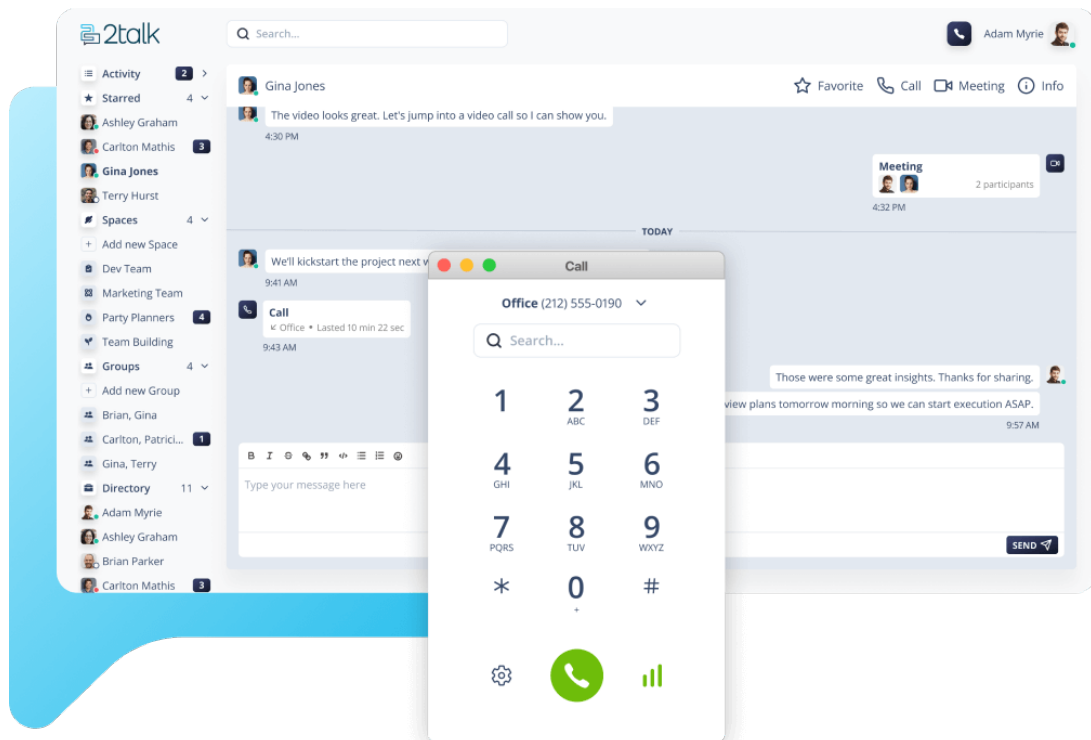 2talk
Search...
Adam Myrie
Activity 2
Starred 4
Ashley Graham
Carlton Mathis 3
Gina Jones
Terry Hurst
Spaces 4
Add new Space
Dev Team
Marketing Team
Party Planners 4
Team Building
Groups 4
Add new Group
Brian, Gina
Carlton, Patrici... 1
Gina, Terry
Directory 11
Adam Myrie
Ashley Graham
Brian Parker
Carlton Mathis 3
Gina Jones
Favorite Call Meeting Info
The video looks great. Let's jump into a video call so I can show you.
4:30 PM
Meeting
2 participants
4:32 PM
TODAY
We'll kickstart the project next
9:41 AM
Call
Office • Lasted 10 min 22 sec
9:43 AM
Those were some great insights. Thanks for sharing.
view plans tomorrow morning so we can start execution ASAP.
9:57 AM
B I S
Type your message here
SEND
Call
Office (212) 555-0190
Search...
1 2 3
ABC DEF
4 5 6
GHI JKL MNO
7 8 9
PQRS TUV WXYZ
* 0 #
+